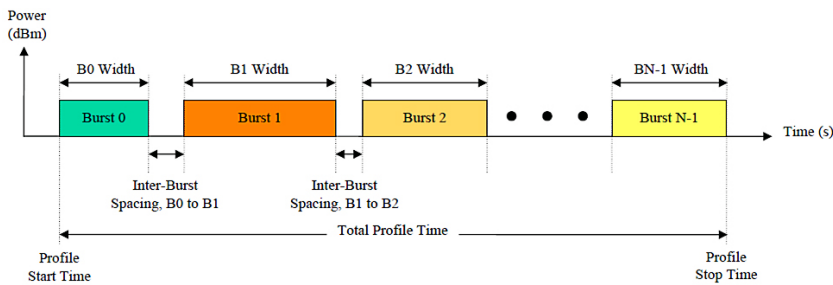 Power
(dBm)
B0 Width
B1 Width
B2 Width
BN-1 Width
Burst 0
Burst 1
Burst 2
Burst N-1
Time (s)
Inter-Burst
Spacing, B0 to B1
Inter-Burst
Spacing, B1 to B2
Total Profile Time
Profile
Start Time
Profile
Stop Time